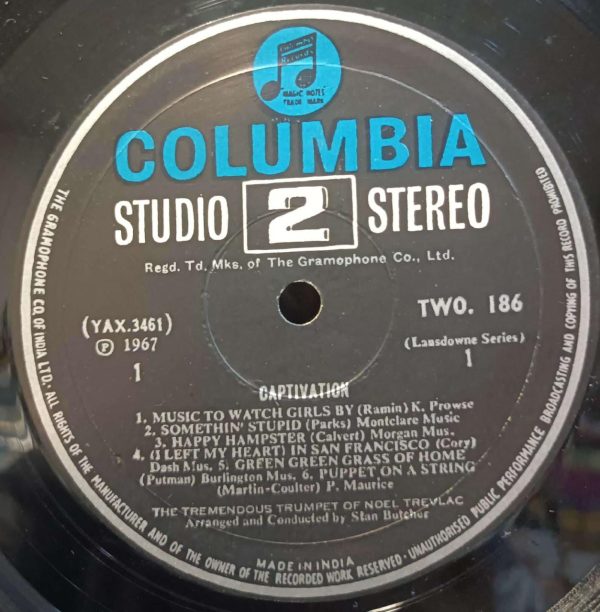 Columbia
Records
MAGIC NOTES
TRADE MARK
COLUMBIA
STUDIO 2 STEREO
Regd. Td. Mks. of The Gramophone Co., Ltd.
(YAX.3461)
Ⓟ 1967
1
TWO. 186
(Lansdowne Series)
1
CAPTIVATION
1. MUSIC TO WATCH GIRLS BY (Ramin) K. Prowse
2. SOMETHIN' STUPID (Parks) Montclare Music
3. HAPPY HAMPSTER (Calvert) Morgan Mus.
4. (I LEFT MY HEART) IN SAN FRANCISCO (Cory)
Dash Mus. 5. GREEN GREEN GRASS OF HOME
(Putman) Burlington Mus. 6. PUPPET ON A STRING
(Martin-Coulter) P. Maurice
THE TREMENDOUS TRUMPET OF NOEL TREVLAC
Arranged and Conducted by Stan Butcher
MADE IN INDIA
THE GRAMOPHONE CO. OF INDIA LTD. · ALL RIGHTS OF THE MANUFACTURER AND OF THE OWNER OF THE RECORDED WORK RESERVED · UNAUTHORISED PUBLIC PERFORMANCE BROADCASTING AND COPYING OF THIS RECORD PROHIBITED